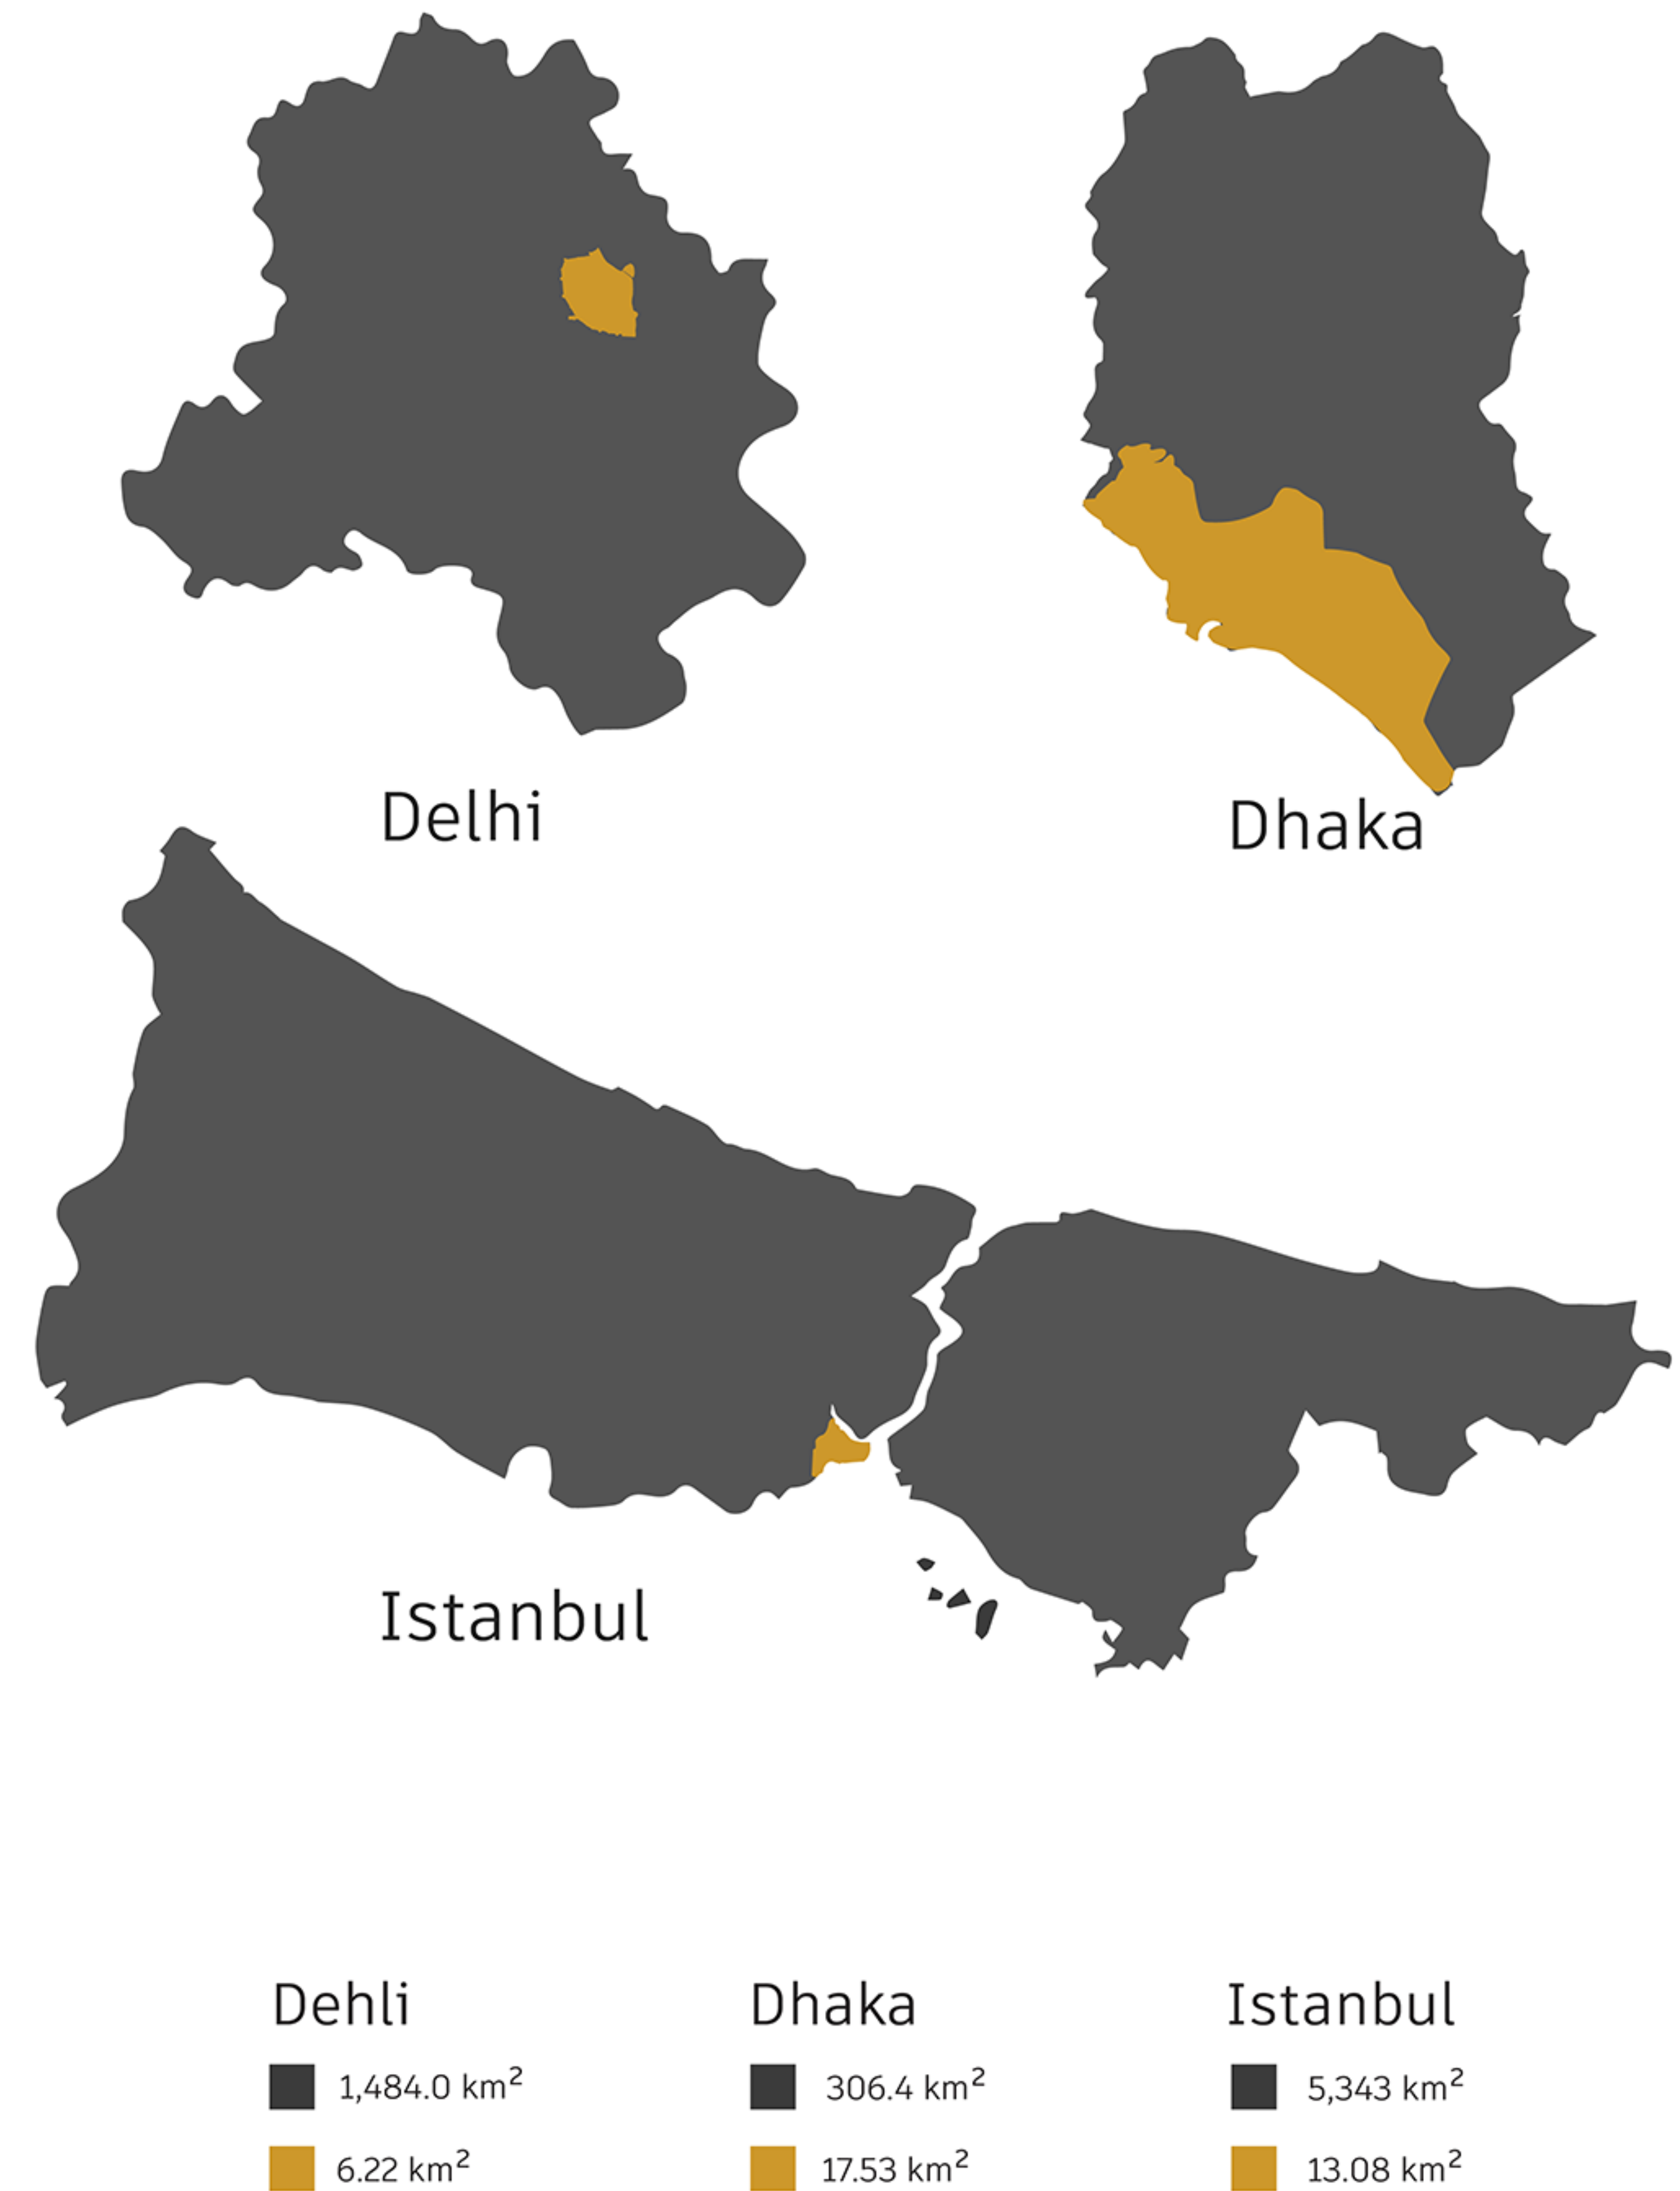 Delhi
Dhaka
Istanbul
Dehli
Dhaka
Istanbul
1,484.0 km²
306.4 km²
5,343 km²
6.22 km²
17.53 km²
13.08 km²